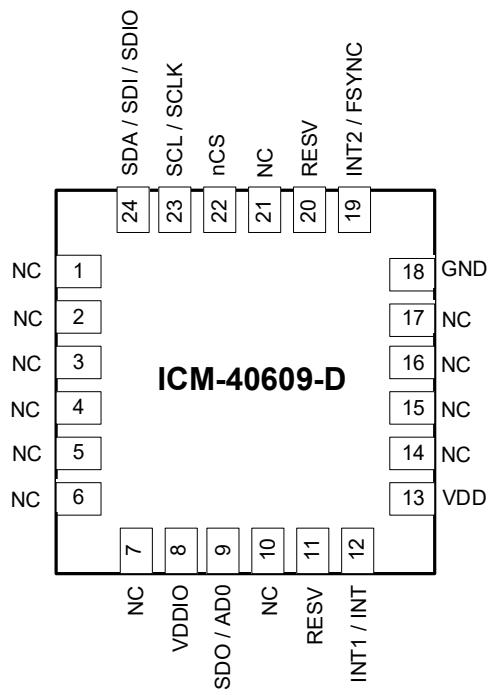 SDA / SDI / SDIO
SCL / SCLK
nCS
NC
RESV
INT2 / FSYNC
24
23
22
21
20
19
NC 1
18 GND
NC 2
17 NC
NC 3
16 NC
ICM-40609-D
NC 4
15 NC
NC 5
14 NC
NC 6
13 VDD
7
8
9
10
11
12
NC
VDDIO
SDO / AD0
NC
RESV
INT1 / INT